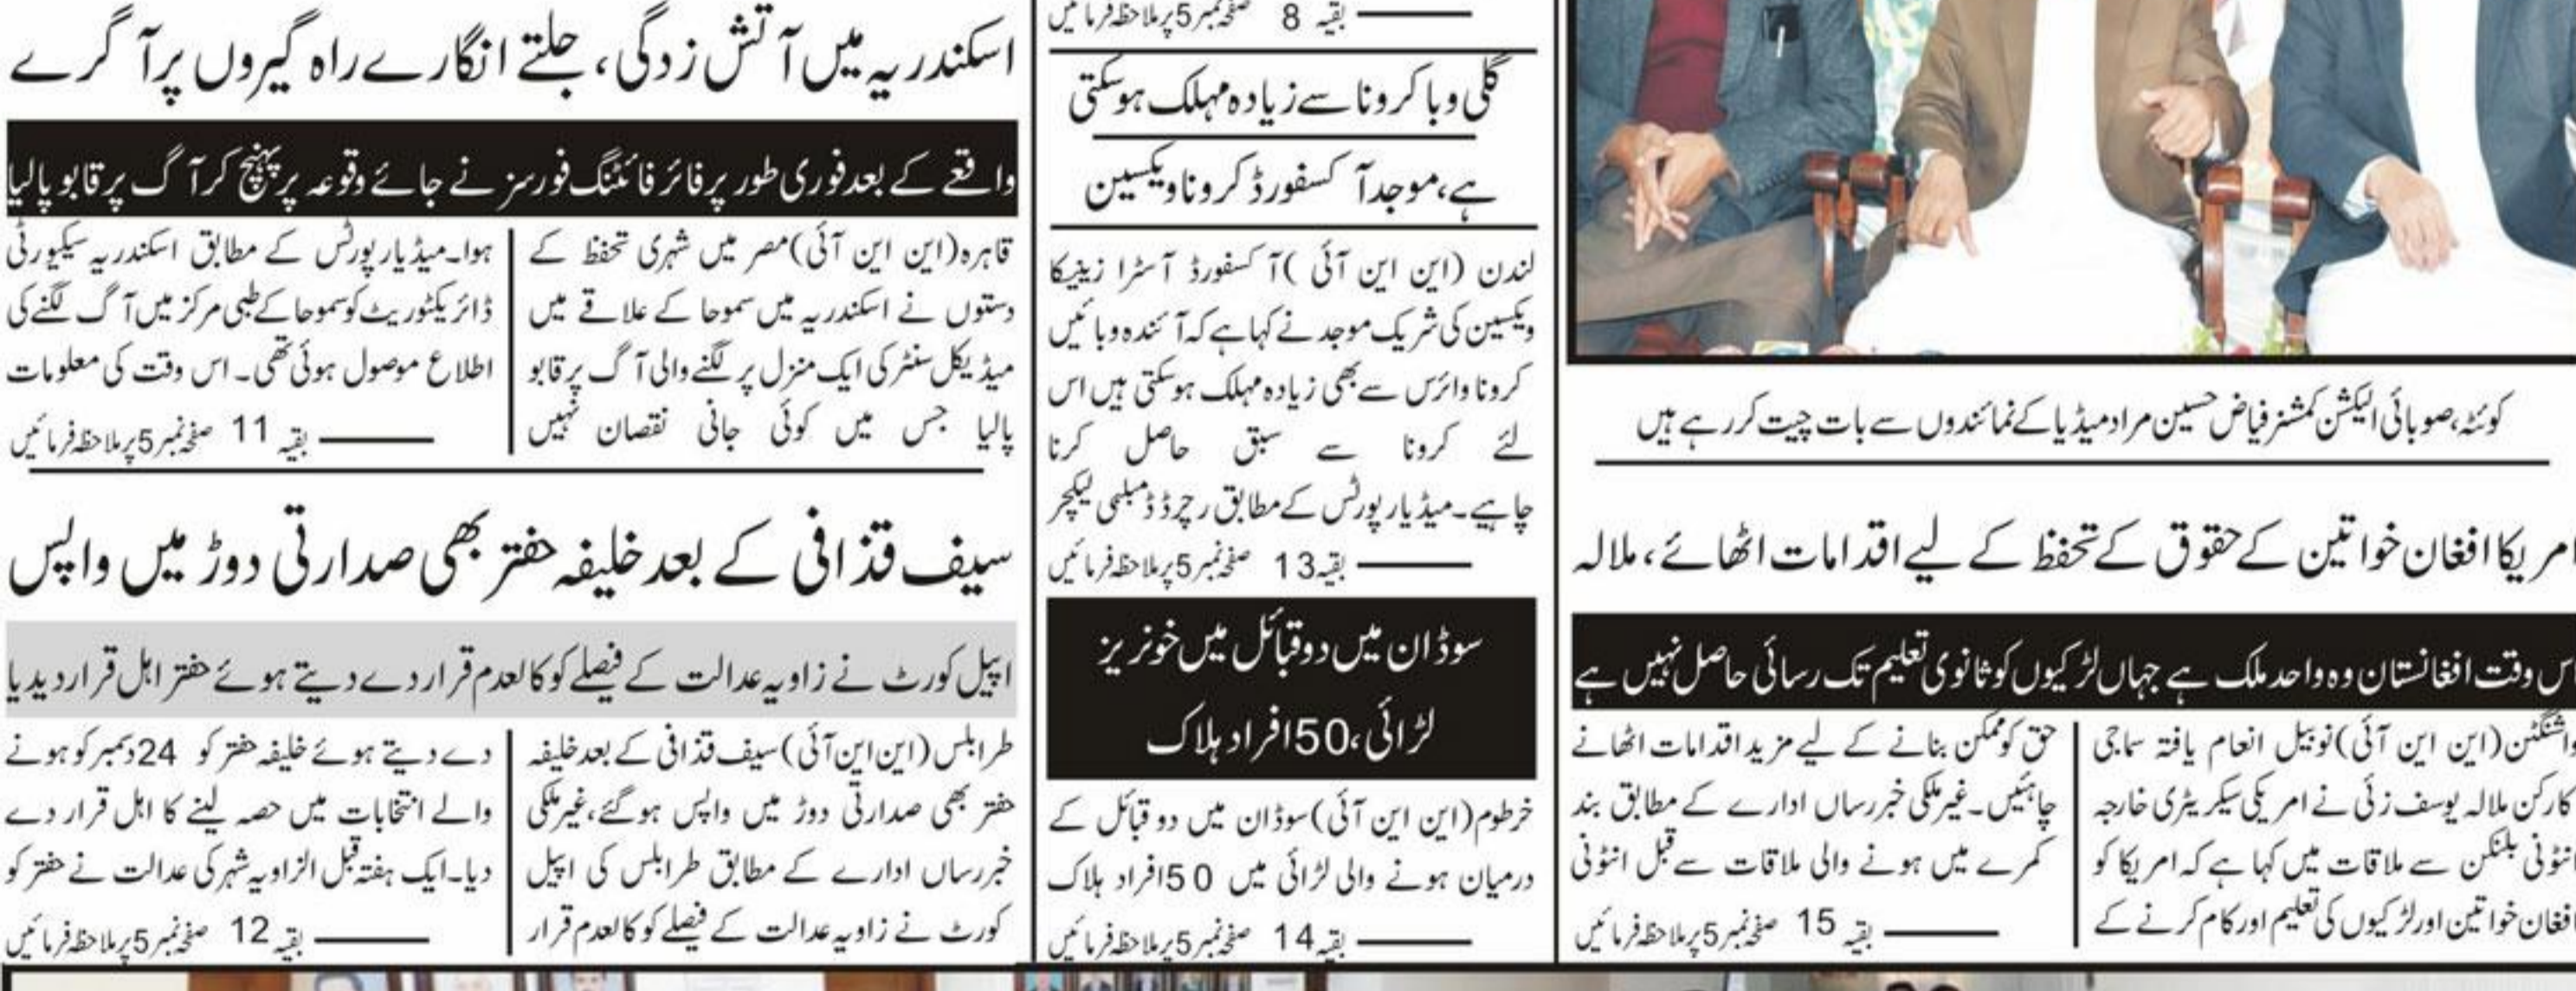 کوئٹہ،صوبائی الیکشن کمشنر فیاض حسین مراد میڈیا کے نمائندوں سے بات چیت کر رہے ہیں
امریکا افغان خواتین کے حقوق کے تحفظ کے لیے اقدامات اٹھائے، ملالہ
اس وقت افغانستان وہ واحد ملک ہے جہاں لڑکیوں کو ثانوی تعلیم تک رسائی حاصل نہیں ہے
واشنگٹن(این این آئی)نوبیل انعام یافتہ سماجی
کارکن ملالہ یوسف زئی نے امریکی سیکریٹری خارجہ
انٹونی بلنکن سے ملاقات میں کہا ہے کہ امریکا کو
افغان خواتین اور لڑکیوں کی تعلیم اور کام کرنے کے
حق کو ممکن بنانے کے لیے مزید اقدامات اٹھانے
چاہئیں۔غیر ملکی خبر رساں ادارے کے مطابق بند
کمرے میں ہونے والی ملاقات سے قبل انٹونی
بقیہ 15 صفحہ نمبر 5 پر ملاحظہ فرمائیں
بقیہ 8 صفحہ نمبر 5 پر ملاحظہ فرمائیں
گلی وبا کرونا سے زیادہ مہلک ہوسکتی
ہے،موجد آکسفورڈ کرونا ویکسین
لندن (این این آئی )آکسفورڈ آسٹرا زینیکا
ویکسین کی شریک موجد نے کہا ہے کہ آئندہ وبائیں
کرونا وائرس سے بھی زیادہ مہلک ہوسکتی ہیں اس
لئے کرونا سے سبق حاصل کرنا
چاہیے۔میڈیا رپورٹس کے مطابق رچرڈ ڈمبلبی لیکچر
بقیہ 13 صفحہ نمبر 5 پر ملاحظہ فرمائیں
سوڈان میں دو قبائل میں خونریز
لڑائی،50 افراد ہلاک
خرطوم(این این آئی)سوڈان میں دو قبائل کے
درمیان ہونے والی لڑائی میں 50 افراد ہلاک
بقیہ 14 صفحہ نمبر 5 پر ملاحظہ فرمائیں
اسکندریہ میں آتش زدگی، جلتے انگارے راہ گیروں پر آگرے
واقعے کے بعد فوری طور پر فائر فائٹنگ فورسز نے جائے وقوعہ پر پہنچ کر آگ پر قابو پالیا
قاہرہ(این این آئی)مصر میں شہری تحفظ کے
دستوں نے اسکندریہ میں سموحا کے علاقے میں
میڈیکل سنٹر کی ایک منزل پر لگنے والی آگ پر قابو
پالیا جس میں کوئی جانی نقصان نہیں
ہوا۔میڈیا رپورٹس کے مطابق اسکندریہ سیکیورٹی
ڈائریکٹوریٹ کو سموحا کے طبی مرکز میں آگ لگنے کی
اطلاع موصول ہوئی تھی۔اس وقت کی معلومات
بقیہ 11 صفحہ نمبر 5 پر ملاحظہ فرمائیں
سیف قذافی کے بعد خلیفہ حفتر بھی صدارتی دوڑ میں واپس
اپیل کورٹ نے زاویہ عدالت کے فیصلے کو کالعدم قرار دے دیتے ہوئے حفتر اہل قرار دیدیا
طرابلس(این این آئی)سیف قذافی کے بعد خلیفہ
حفتر بھی صدارتی دوڑ میں واپس ہوگئے،غیر ملکی
خبر رساں ادارے کے مطابق طرابلس کی اپیل
کورٹ نے زاویہ عدالت کے فیصلے کو کالعدم قرار
دے دیتے ہوئے خلیفہ حفتر کو 24 دسمبر کو ہونے
والے انتخابات میں حصہ لینے کا اہل قرار دے
دیا۔ایک ہفتہ قبل الزاویہ شہر کی عدالت نے حفتر کو
بقیہ 12 صفحہ نمبر 5 پر ملاحظہ فرمائیں